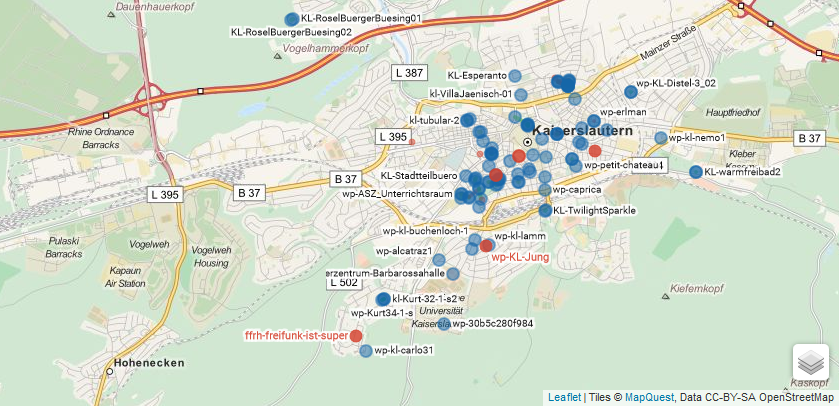 Dauenhauerkopf
KL-RoselBuergerBuesing01
KL-RoselBuergerBuesing02
Vogelhammerkopf
Mainzer Straße
L 387
KL-Esperanto
wp-KL-Distel-3_02
kl-VillaJaenisch-01
Rhine Ordnance
Barracks
kl-tubular-2
wp-erlman
Hauptfriedhof
L 395
Kaiserslautern
wp-kl-nemo1
B 37
Kleber
Kasern
wp-petit-chateau1
KL-warmfreibad2
KL-Stadtteilbuero
B 37
L 395
B 37
wp-ASZ_Unterrichtsraum
wp-caprica
KL-TwilightSparkle
wp-kl-buchenloch-1
wp-kl-lamm
Pulaski
Barracks
Vogelweh
Vogelweh
Housing
wp-alcatraz1
wp-KL-Jung
Kapaun
Air Station
erzentrum-Barbarossahalle
L 502
Kiefernkopf
kl-Kurt-32-1-s2
wp-Kurt34-1-s
Universität
Kaisersla
wp-30b5c280f984
ffrh-freifunk-ist-super
wp-kl-carlo31
Hohenecken
Kaskopf
Leaflet | Tiles © MapQuest, Data CC-BY-SA OpenStreetMap